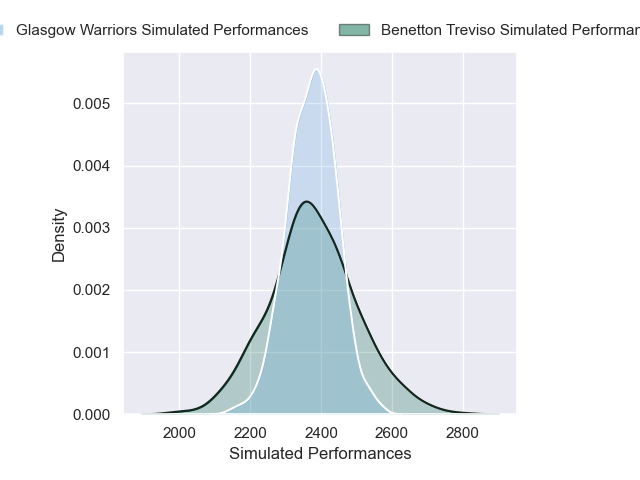 Glasgow Warriors Simulated Performances Benetton Treviso Simulated
0.005
0.004
0.003
0.002
0.001
0.000
Density
2000 2200 2400 2600 2800
Simulated Performances